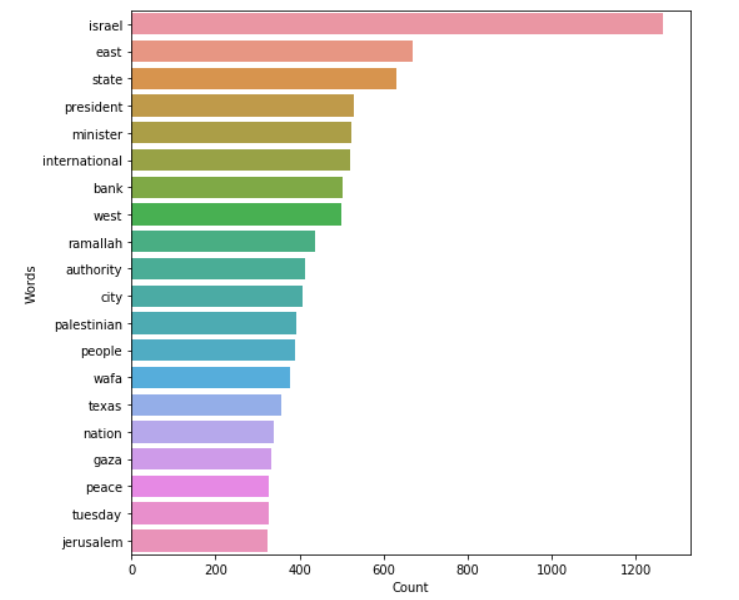 israel
east
state
president
minister
international
bank
west
ramallah
authority
city
palestinian
people
wafa
texas
nation
gaza
peace
tuesday
jerusalem
Words
0 200 400 600 800 1000 1200
Count